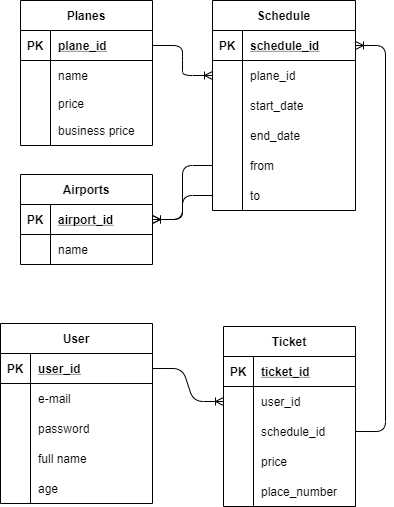 Planes
PK plane_id
name
price
business price
Schedule
PK schedule_id
plane_id
start_date
end_date
from
to
Airports
PK airport_id
name
User
PK user_id
e-mail
password
full name
age
Ticket
PK ticket_id
user_id
schedule_id
price
place_number